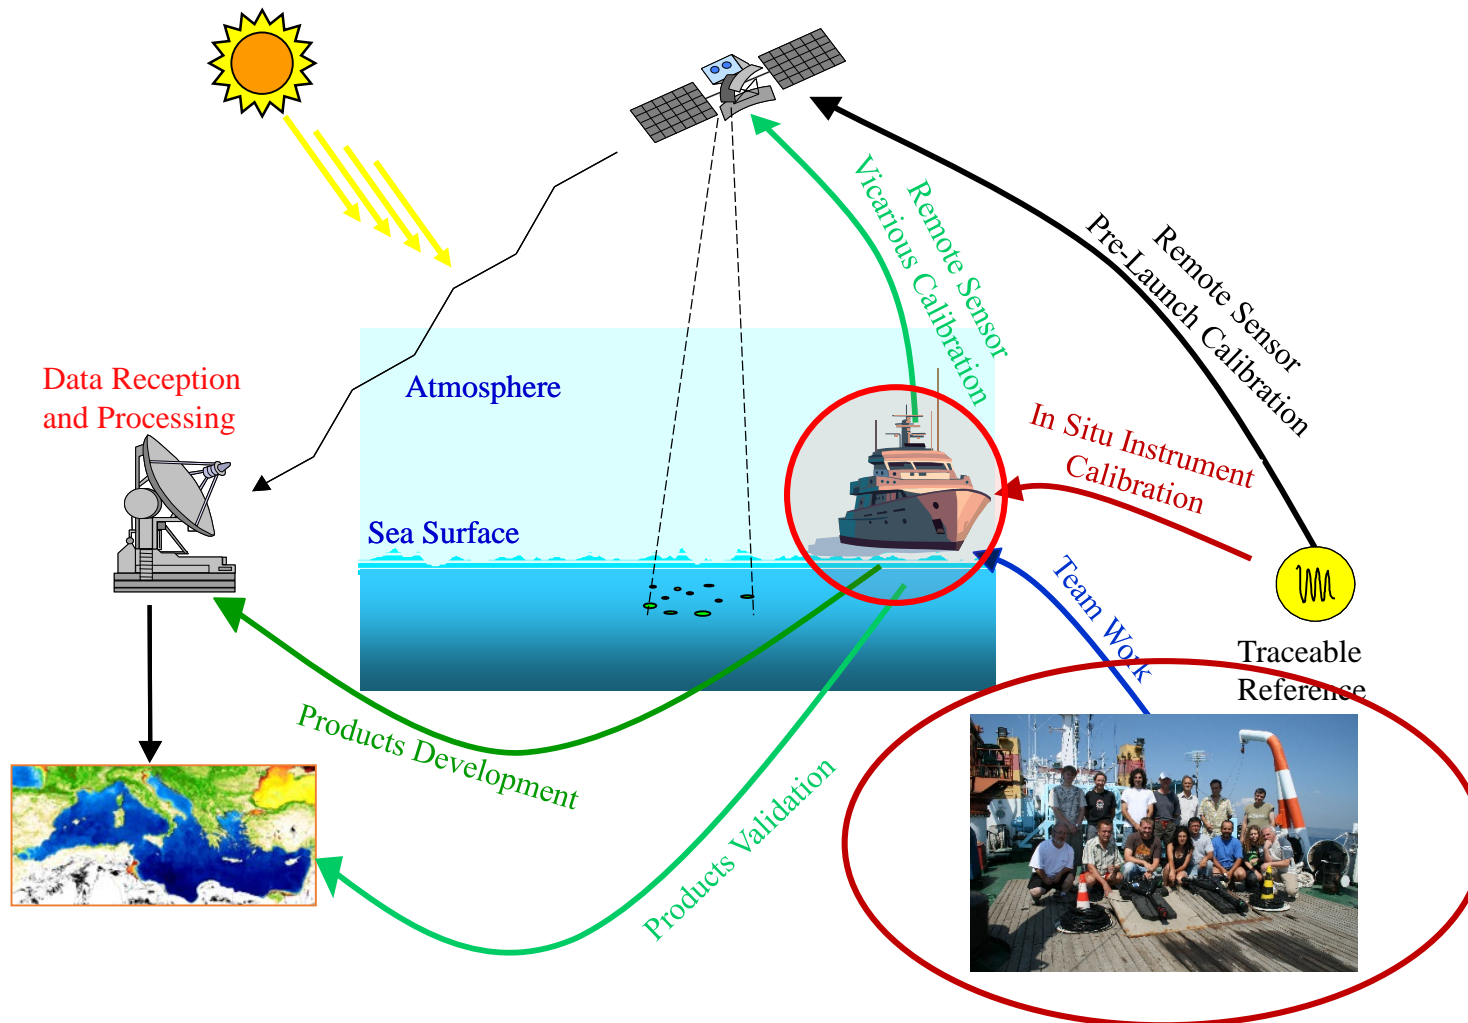 Remote Sensor
Vicarious Calibration
Remote Sensor
Pre-Launch Calibration
Data Reception
and Processing
Atmosphere
In Situ Instrument
Calibration
Sea Surface
Team Work
Traceable
Reference
Products Development
Products Validation